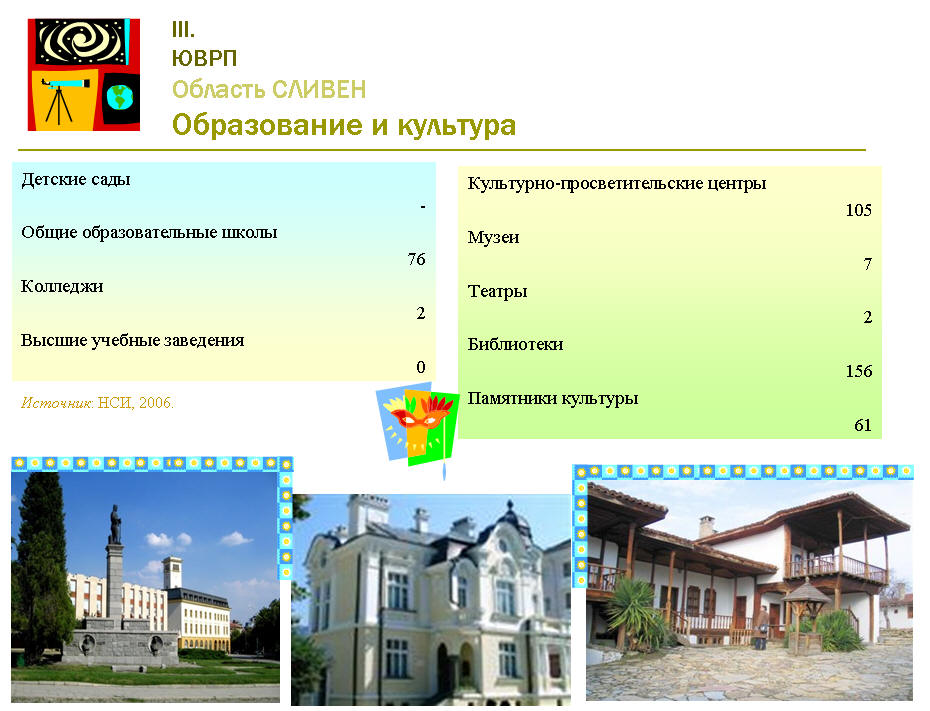 III.
ЮВРП
Область СЛИВЕН
Образование и культура
Детские сады
-
Общие образовательные школы
76
Колледжи
2
Высшие учебные заведения
0
Источник: НСИ, 2006.
Культурно-просветительские центры
105
Музеи
7
Театры
2
Библиотеки
156
Памятники культуры
61